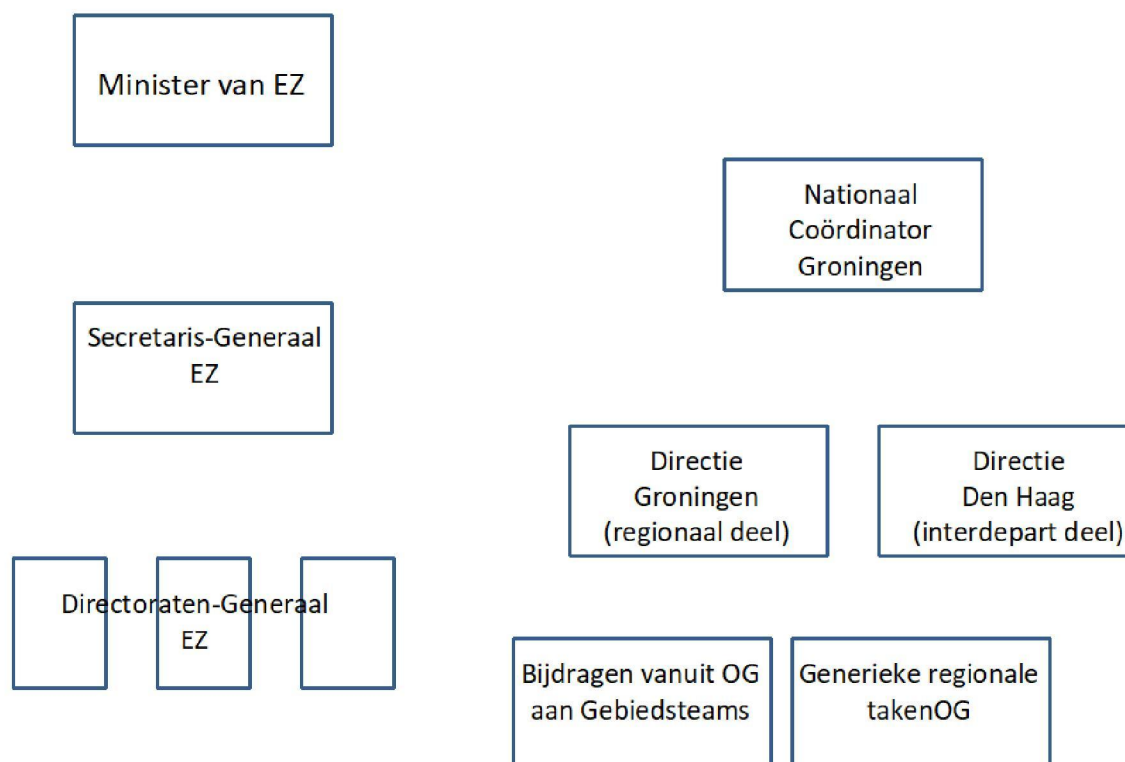 Minister van EZ
Nationaal
Coördinator
Groningen
Secretaris-Generaal
EZ
Directie
Groningen
(regionaal deel)
Directie
Den Haag
(interdepart deel)
Directoraten-Generaal
EZ
Bijdragen vanuit OG
aan Gebiedsteams
Generieke regionale
takenOG